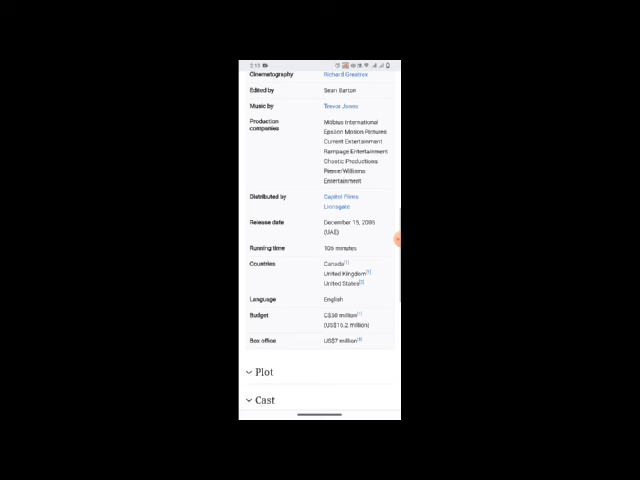 Cinematography Richard Greatrex
Edited by Sean Barton
Music by Trevor Jones
Production companies Möbius International
Epsilon Motion Pictures
Current Entertainment
Rampage Entertainment
Chaotic Productions
Pierce/Williams
Entertainment
Distributed by Capitol Films
Lionsgate
Release date December 15,
(UAE)
Running time 106 minutes
Countries Canada[1]
United Kingdom
United States
Language English
Budget million[1]
(US$16.2 million)
Box office US$7 million
Plot
Cast